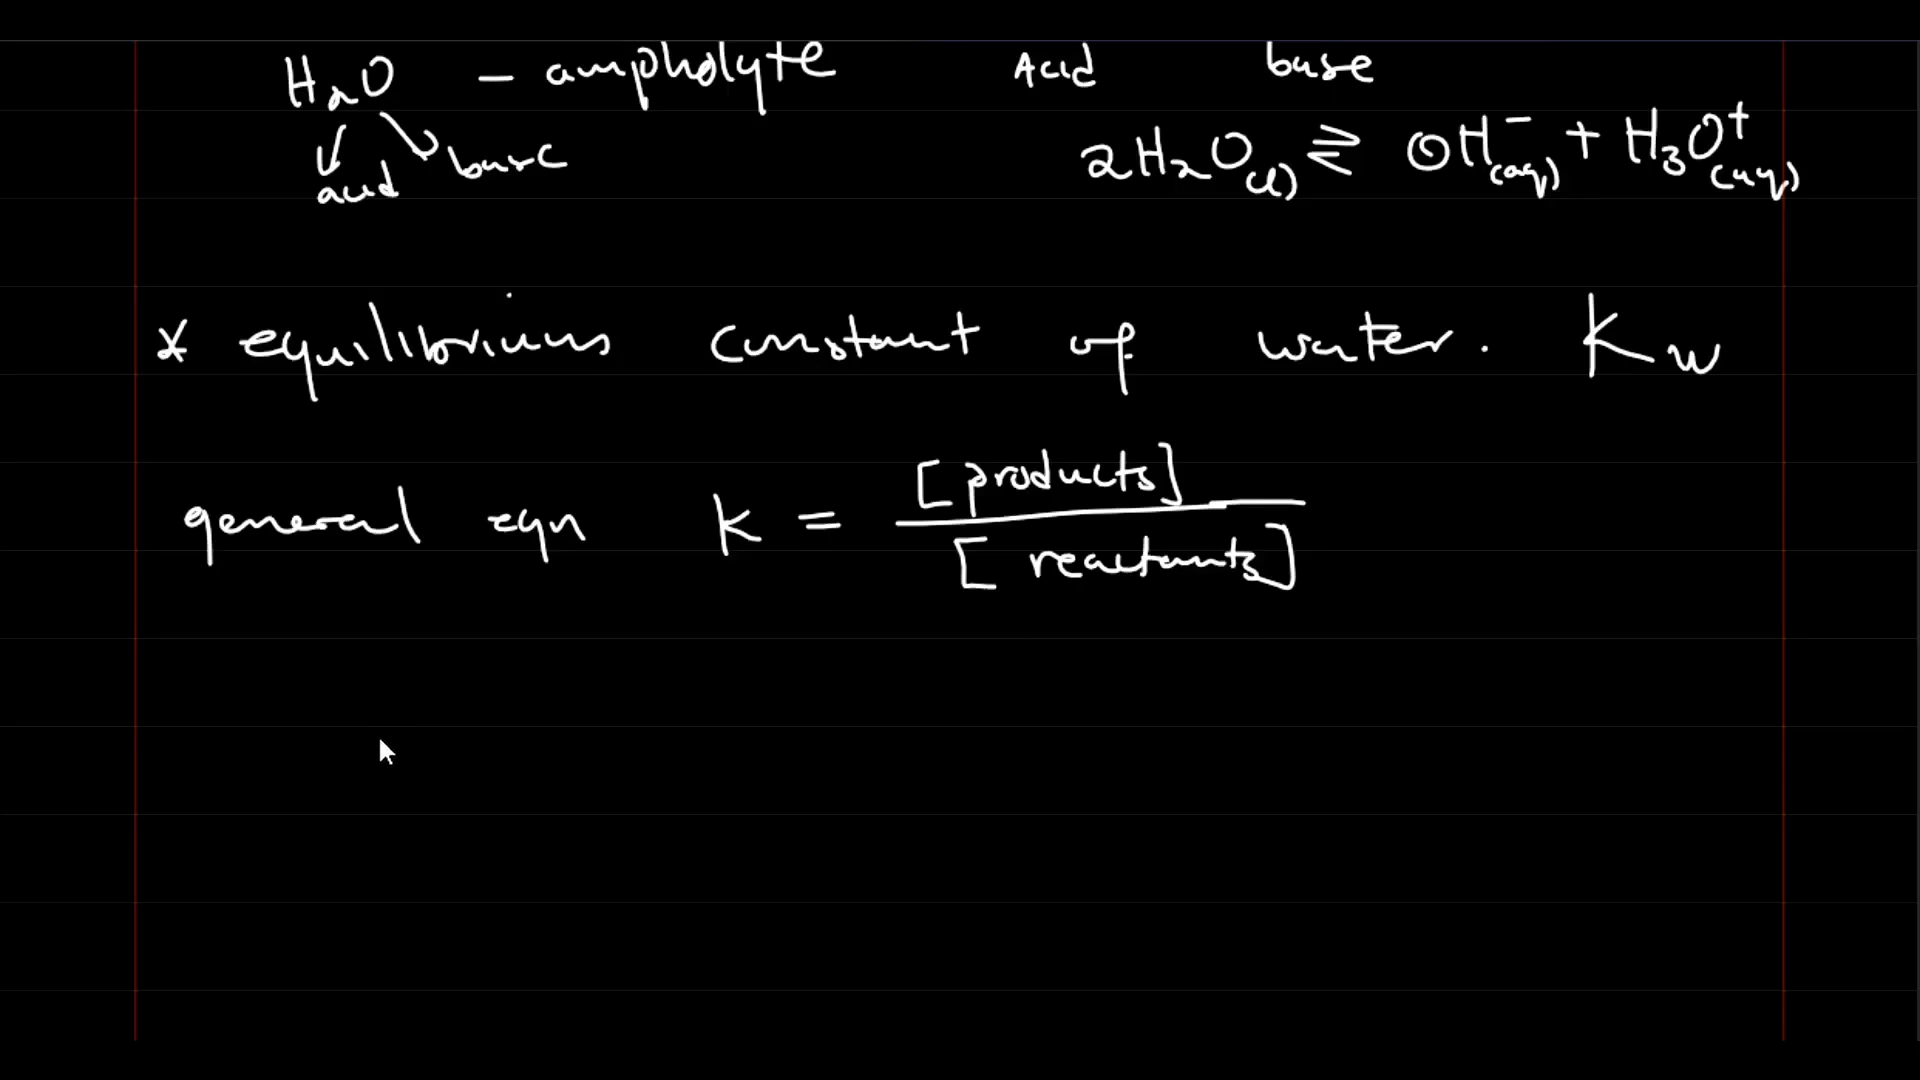 H₂O - ampholyte Acid base
acid base 2H₂O(l) ⇌ OH⁻(aq) + H₃O⁺(aq)
* equilibrium constant of water. Kw
general eqn K = [products] / [reactants]